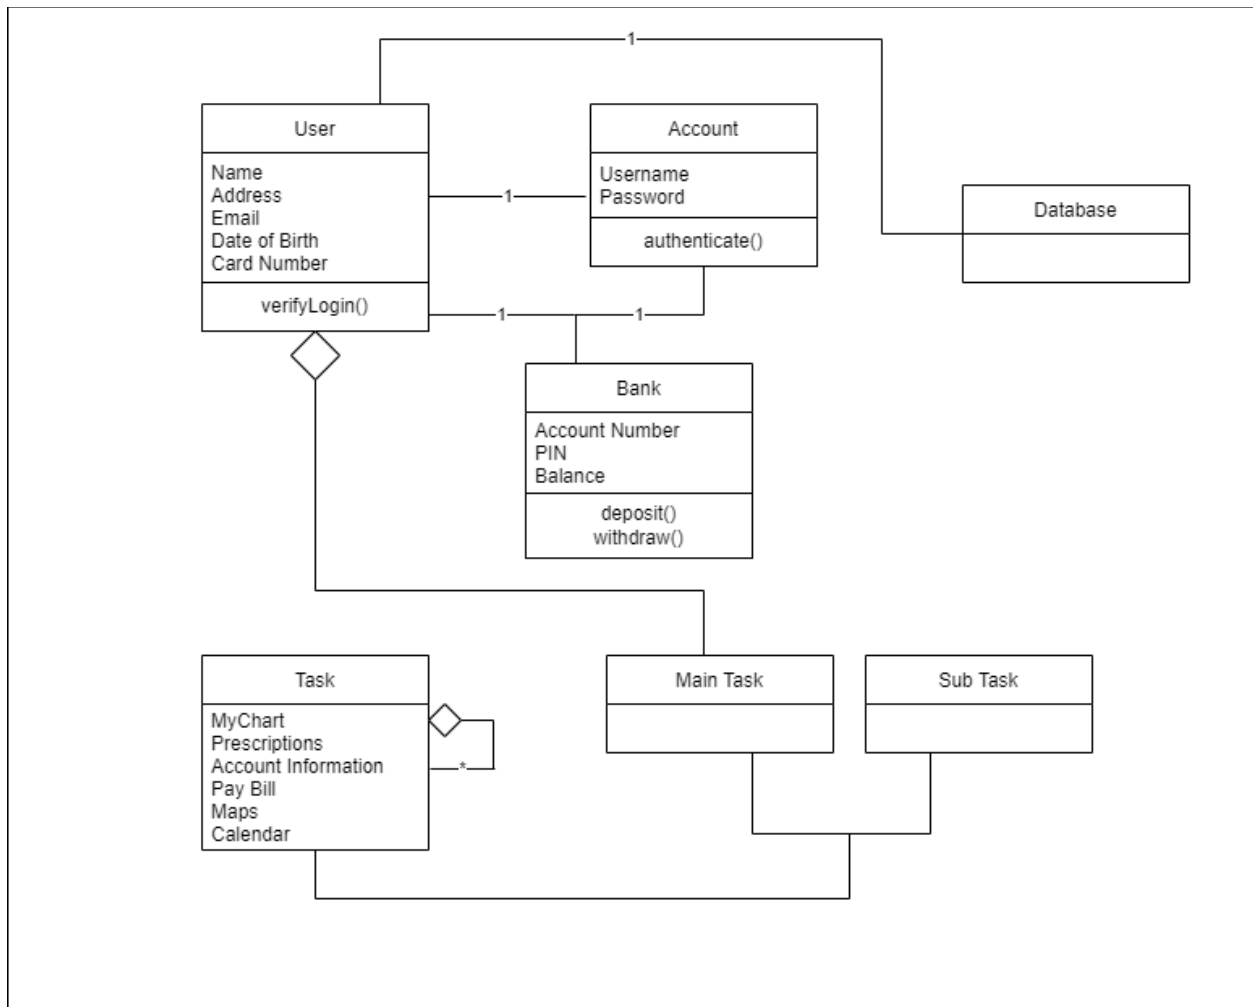 1
User
Name
Address
Email
Date of Birth
Card Number
verifyLogin()
1
Account
Username
Password
authenticate()
Database
1
1
Bank
Account Number
PIN
Balance
deposit()
withdraw()
Task
MyChart
Prescriptions
Account Information
Pay Bill
Maps
Calendar
*
Main Task
Sub Task